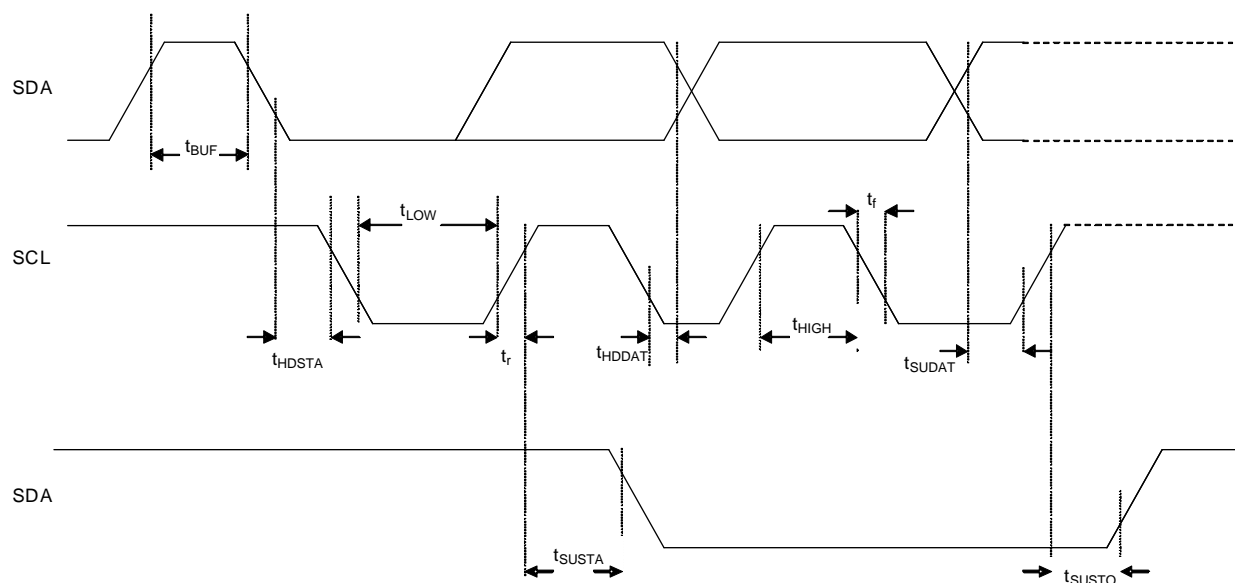 SDA
tBUF
tLOW
tf
SCL
tHDSTA
tr
tHDDAT
tHIGH
tSUDAT
SDA
tSUSTA
tSUSTO